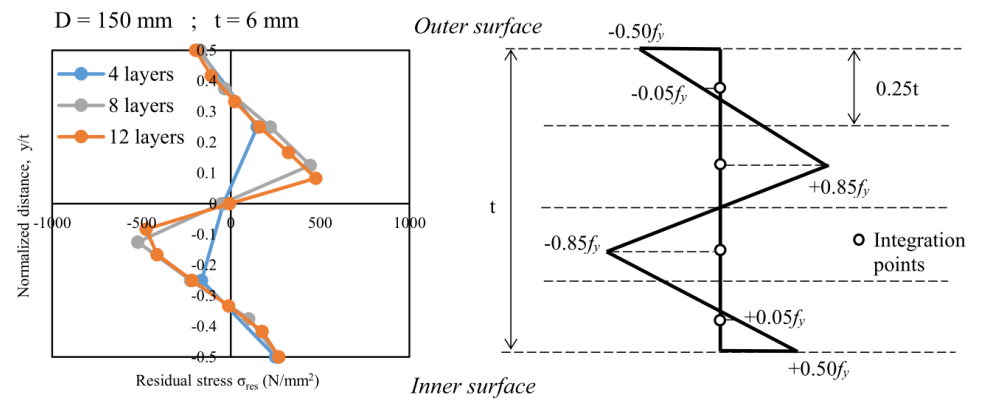 D = 150 mm ; t = 6 mm
4 layers
8 layers
12 layers
0.5
0.4
0.3
0.2
0.1
0
-0.1
-0.2
-0.3
-0.4
-0.5
-1000
-500
0
500
1000
Normalized distance, y/t
Residual stress σres (N/mm²)
Outer surface
-0.50fy
-0.05fy
0.25t
+0.85fy
t
-0.85fy
Integration
points
+0.05fy
+0.50fy
Inner surface